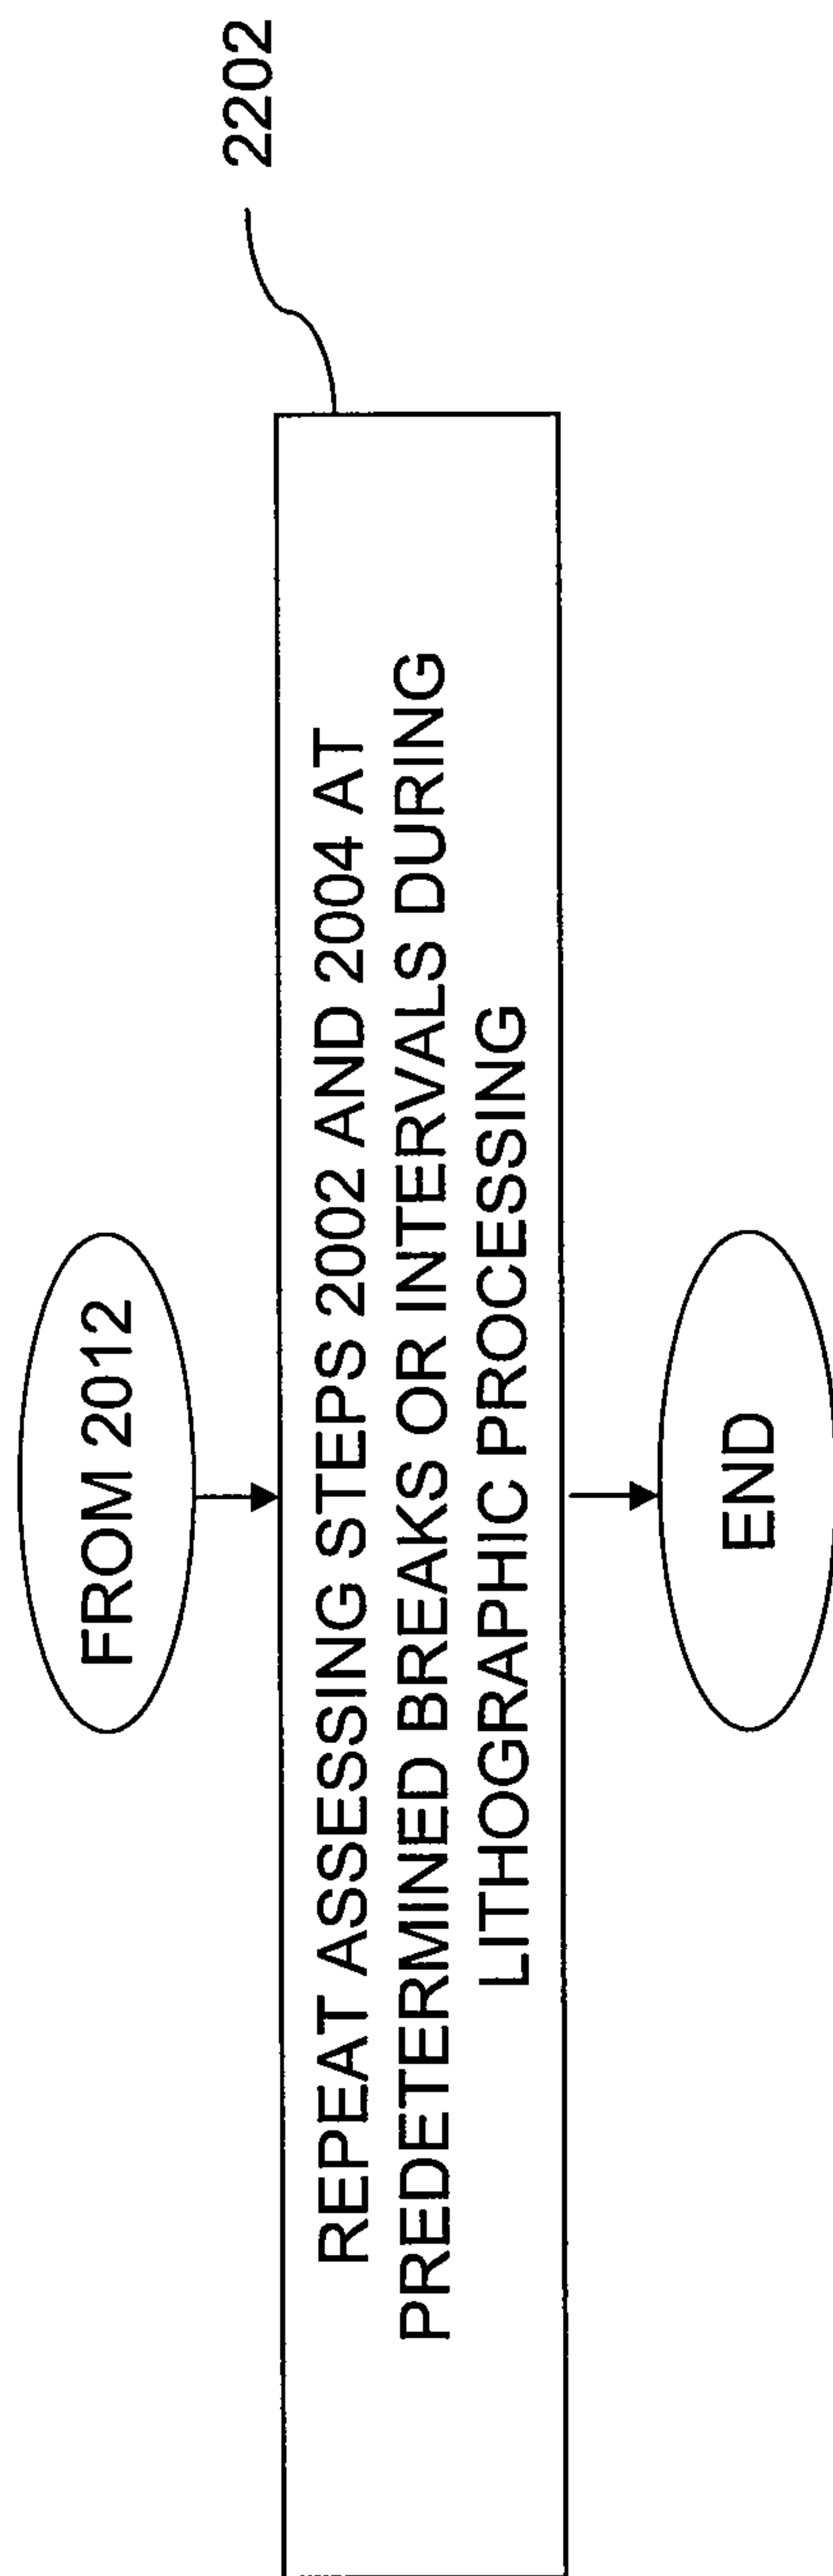 FROM 2012
2202
REPEAT ASSESSING STEPS 2002 AND 2004 AT
PREDETERMINED BREAKS OR INTERVALS DURING
LITHOGRAPHIC PROCESSING
END